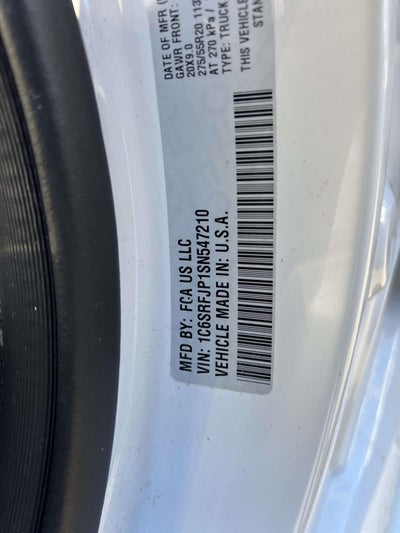 MFD BY: FCA US LLC
VIN: 1C6SRFJP1SN547210
VEHICLE MADE IN: U.S.A.
DATE OF MFR
GAWR FRONT:
20X9.0
275/55R20
AT 270 kPa /
TYPE: TRUCK
THIS VEHICLE
STAN